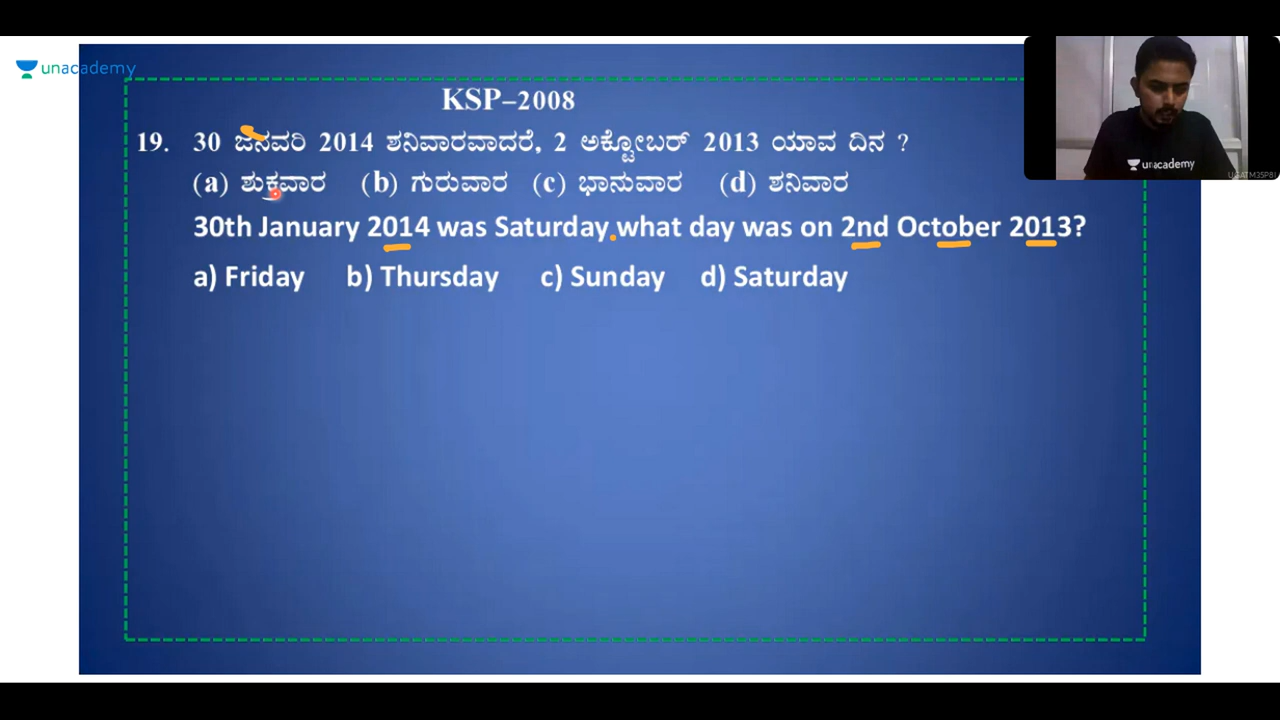 unacademy
KSP–2008
19. 30 ಜನವರಿ 2014 ಶನಿವಾರವಾದರೆ, 2 ಅಕ್ಟೋಬರ್ 2013 ಯಾವ ದಿನ ?
(a) ಶುಕ್ರವಾರ (b) ಗುರುವಾರ (c) ಭಾನುವಾರ (d) ಶನಿವಾರ
30th January 2014 was Saturday,what day was on 2nd October 2013?
a) Friday b) Thursday c) Sunday d) Saturday
unacademy